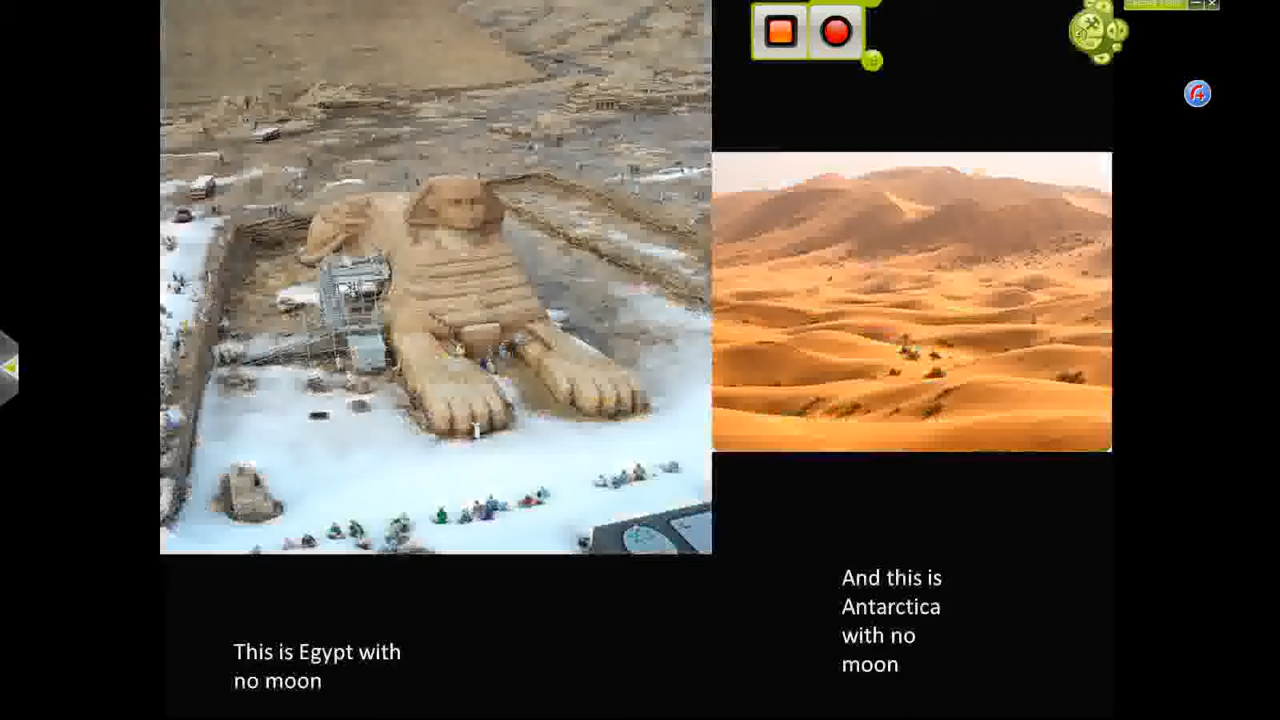 This is Egypt with
no moon
And this is
Antarctica
with no
moon